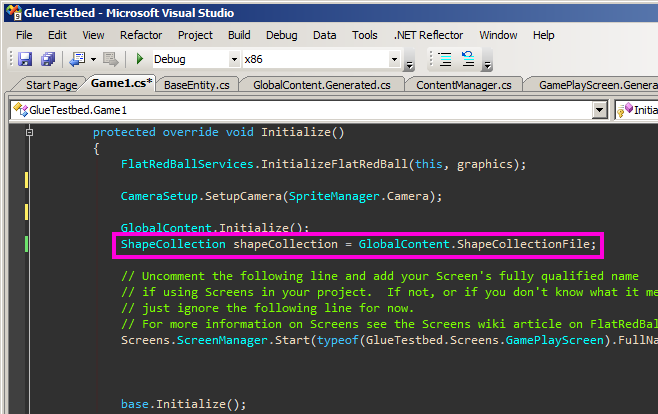 GlueTestbed - Microsoft Visual Studio
File Edit View Refactor Project Build Debug Data Tools .NET Reflector Window Help
Debug x86
Start Page Game1.cs* BaseEntity.cs GlobalContent.Generated.cs ContentManager.cs GamePlayScreen.Genera
GlueTestbed.Game1 Initia
protected override void Initialize()
{
FlatRedBallServices.InitializeFlatRedBall(this, graphics);
CameraSetup.SetupCamera(SpriteManager.Camera);
GlobalContent.Initialize();
ShapeCollection shapeCollection = GlobalContent.ShapeCollectionFile;
// Uncomment the following line and add your Screen's fully qualified name
// if using Screens in your project.  If not, or if you don't know what it me
// just ignore the following line for now.
// For more information on Screens see the Screens wiki article on FlatRedBal
Screens.ScreenManager.Start(typeof(GlueTestbed.Screens.GamePlayScreen).FullNa
base.Initialize();